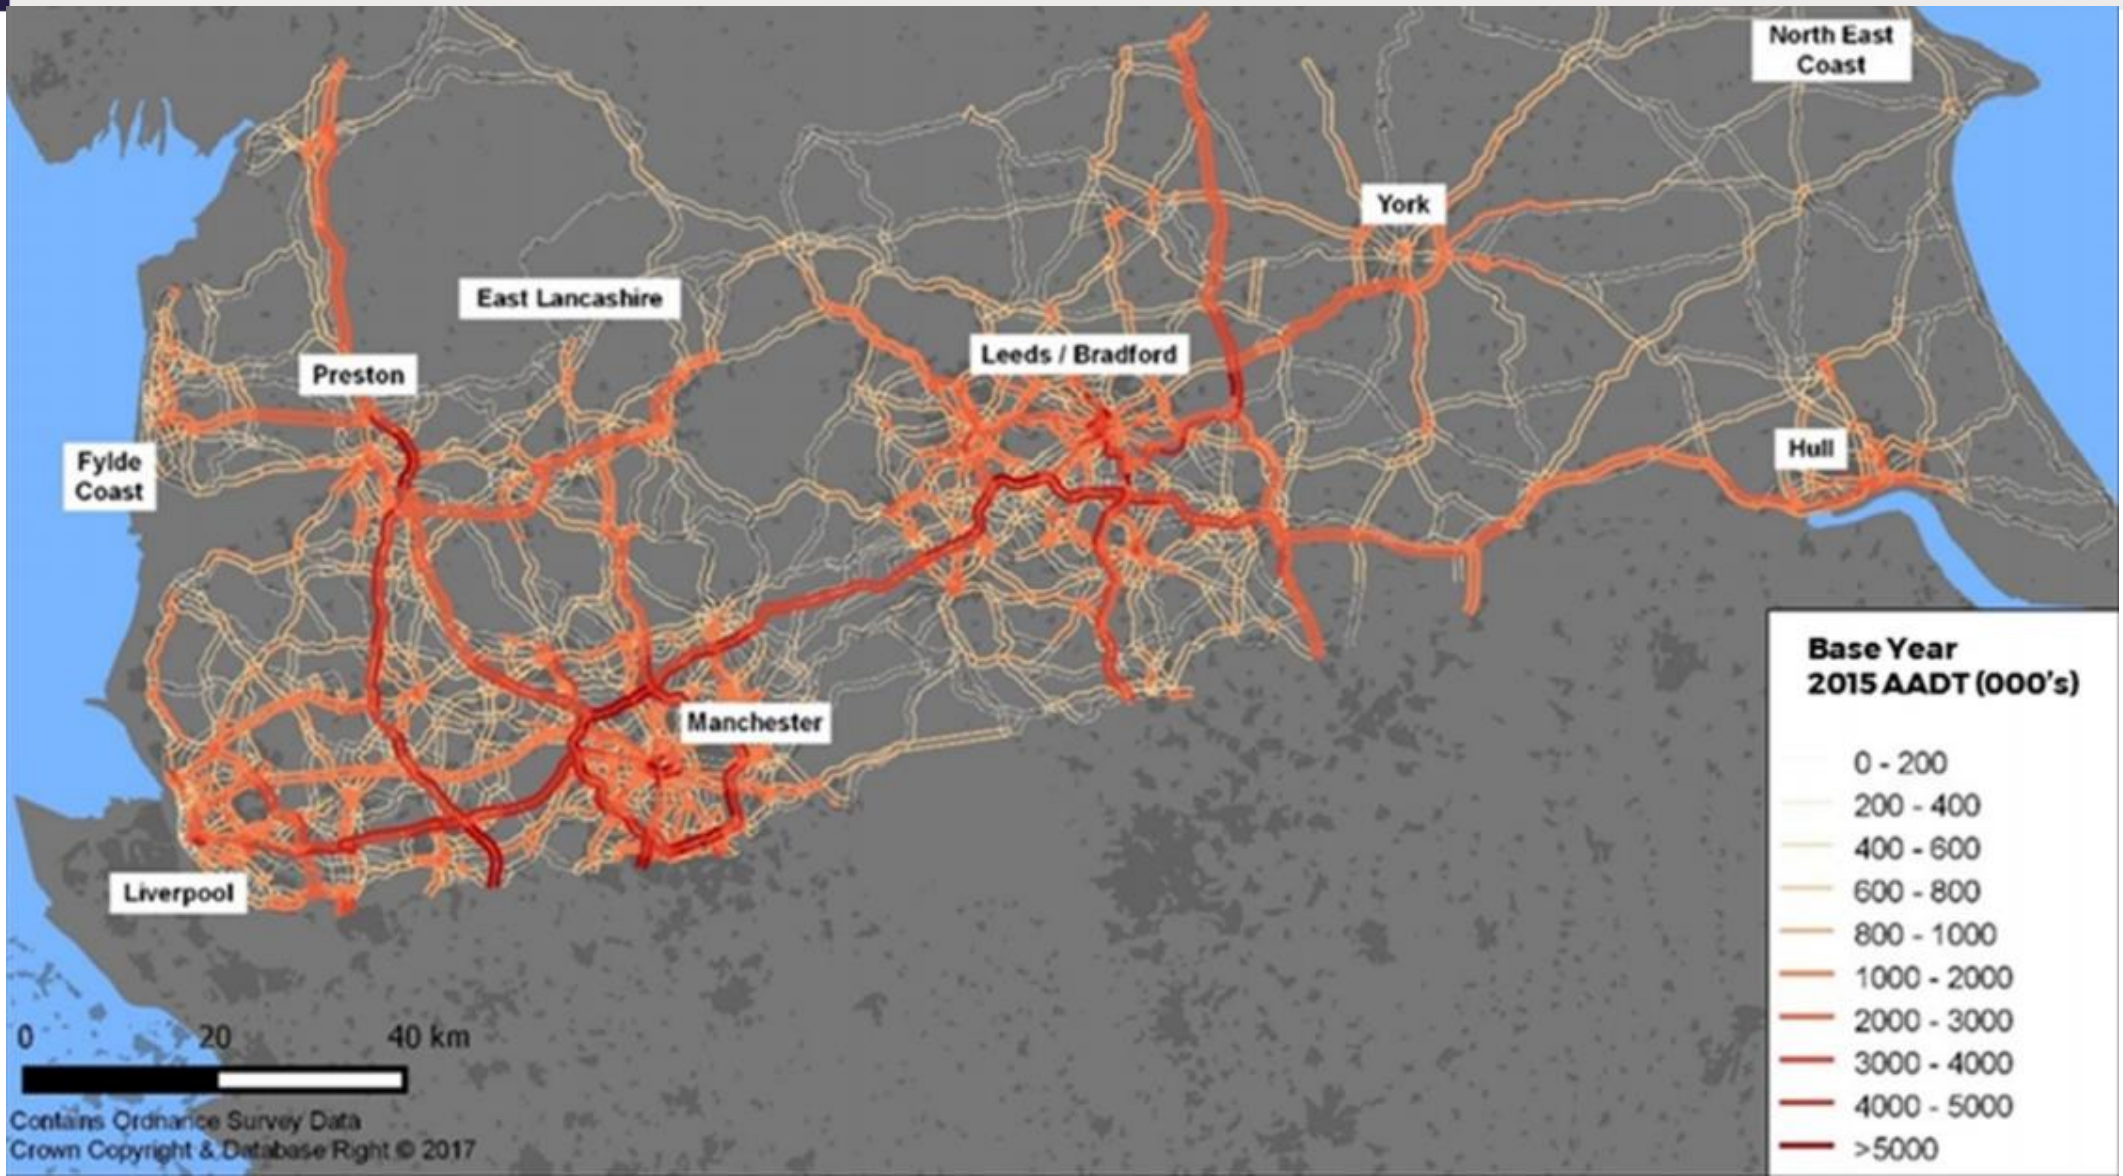 North East
Coast
York
East Lancashire
Leeds / Bradford
Preston
Fylde
Coast
Hull
Manchester
Liverpool
Base Year
2015 AADT (000's)
0 - 200
200 - 400
400 - 600
600 - 800
800 - 1000
1000 - 2000
2000 - 3000
3000 - 4000
4000 - 5000
>5000
0 20 40 km
Contains Ordnance Survey Data
Crown Copyright & Database Right © 2017